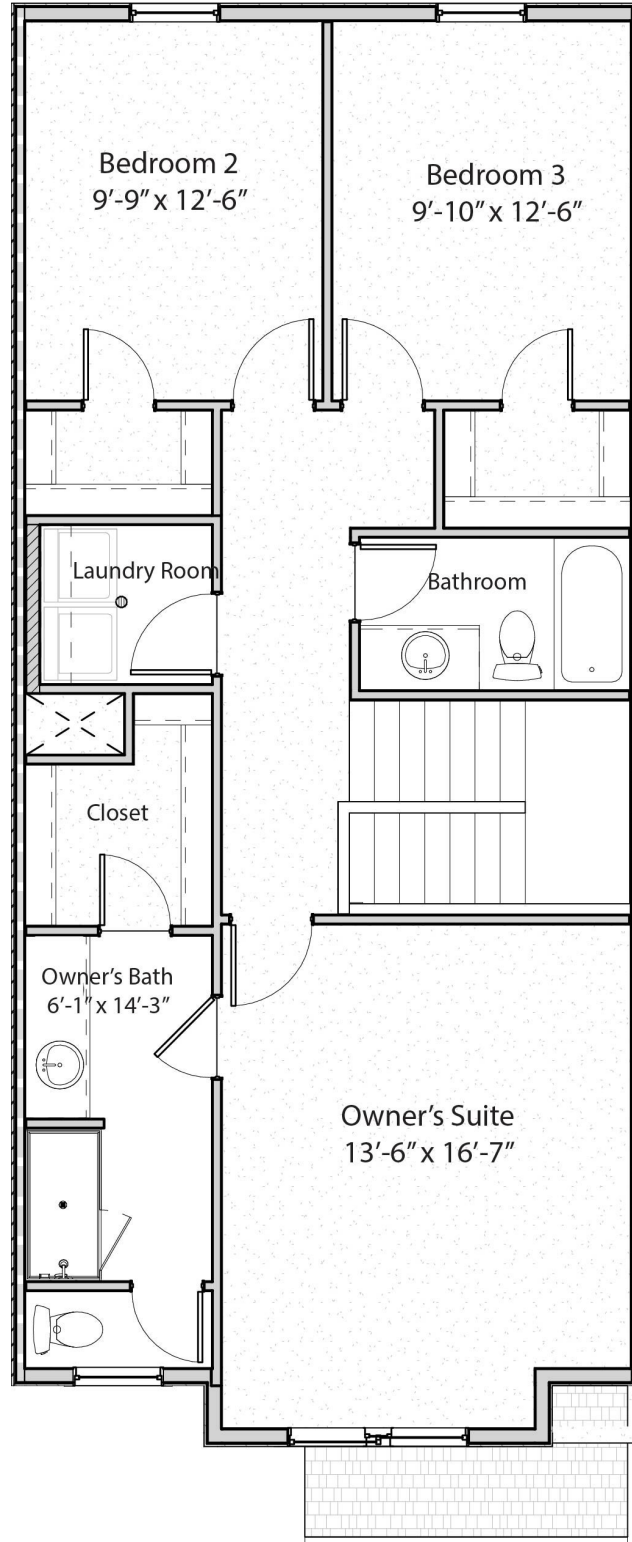 Bedroom 2
9’-9” x 12’-6”
Bedroom 3
9’-10” x 12’-6”
Laundry Room
Bathroom
Closet
Owner’s Bath
6’-1” x 14’-3”
Owner’s Suite
13’-6” x 16’-7”